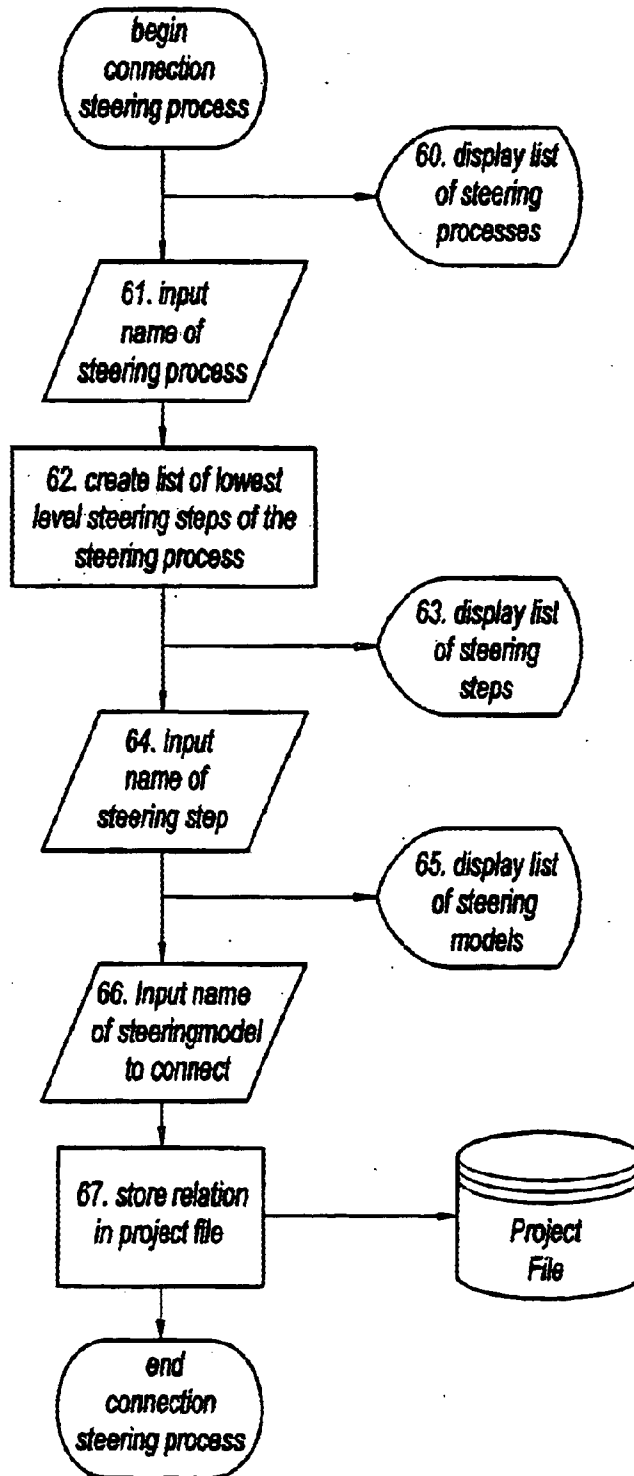 begin
connection
steering process
60. display list
of steering
processes
61. input
name of
steering process
62. create list of lowest
level steering steps of the
steering process
63. display list
of steering
steps
64. Input
name of
steering step
65. display list
of steering
models
66. Input name
of steeringmodel
to connect
67. store relation
in project file
Project
File
end
connection
steering process